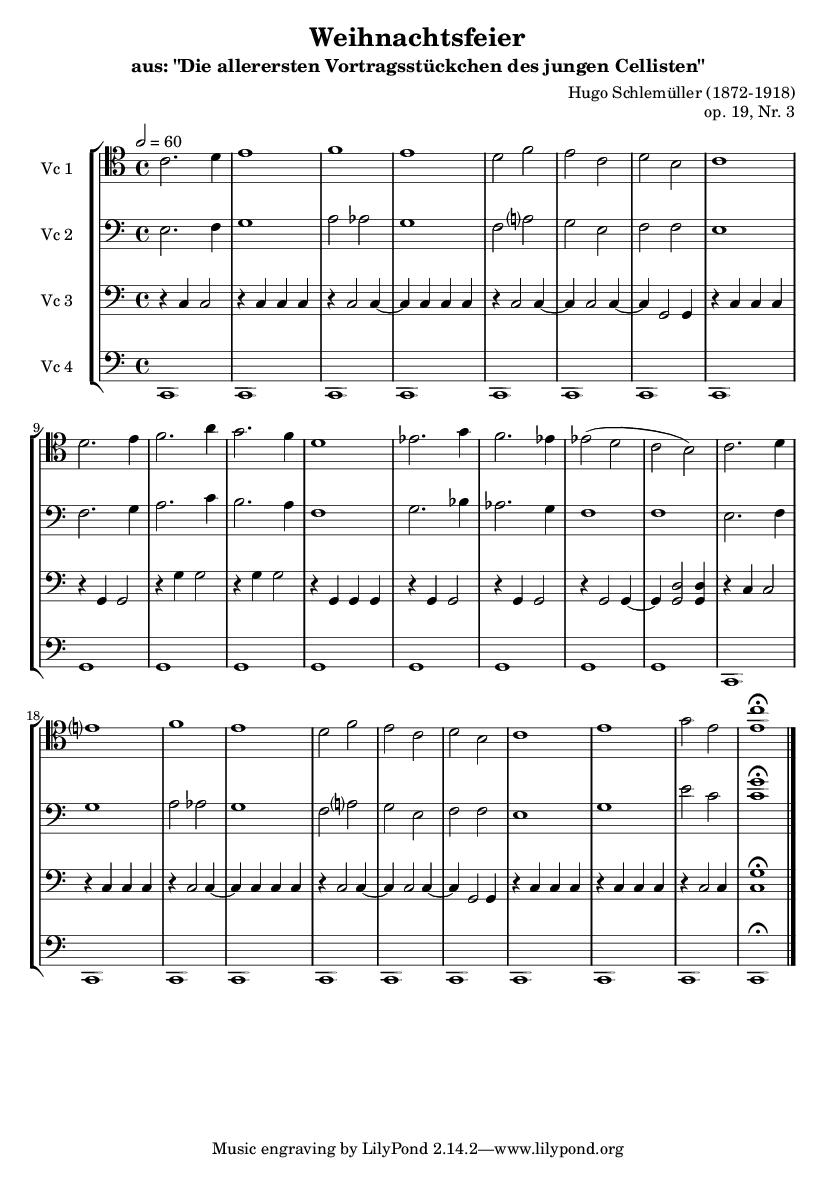 Weihnachtsfeier
aus: "Die allerersten Vortragsstückchen des jungen Cellisten"
Hugo Schlemüller (1872-1918)
op. 19, Nr. 3
= 60
Vc 1
Vc 2
Vc 3
Vc 4
9
18
Music engraving by LilyPond 2.14.2—www.lilypond.org